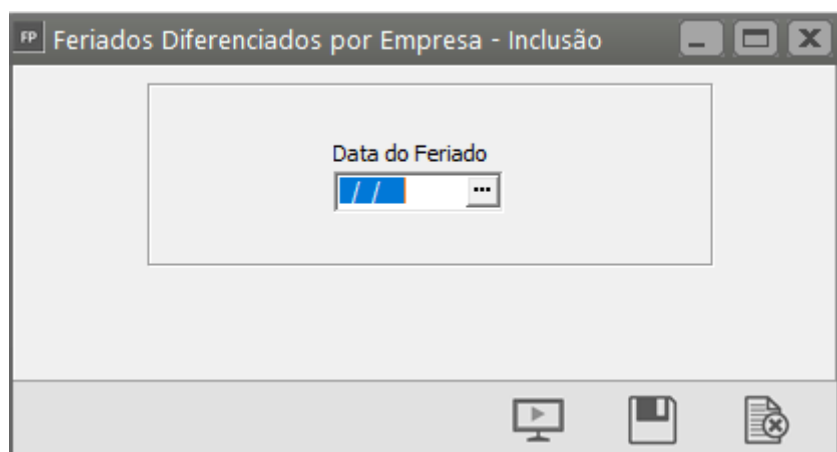 FP Feriados Diferenciados por Empresa - Inclusão
Data do Feriado
/ / ...